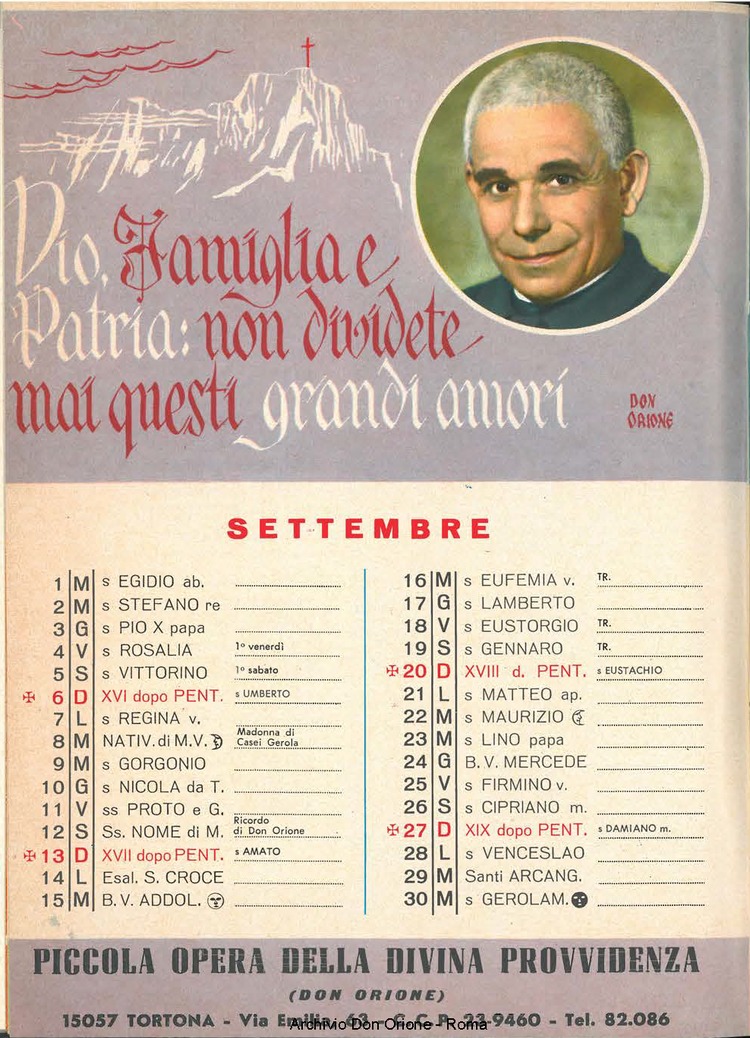 Dio, Famiglia e
Patria: non dividete
mai questi grandi amori
DON
ORIONE
SETTEMBRE
1 M s EGIDIO ab.
2 M s STEFANO re
3 G s PIO X papa
4 V s ROSALIA 1º venerdì
5 S s VITTORINO 1º sabato
✠ 6 D XVI dopo PENT. s UMBERTO
7 L s REGINA v.
8 M NATIV. di M.V. Madonna di
Casei Gerola
9 M s GORGONIO
10 G s NICOLA da T.
11 V ss PROTO e G.
12 S Ss. NOME di M. Ricordo
di Don Orione
✠ 13 D XVII dopo PENT. s AMATO
14 L Esal. S. CROCE
15 M B.V. ADDOL.
16 M s EUFEMIA v. TR.
17 G s LAMBERTO
18 V s EUSTORGIO TR.
19 S s GENNARO TR.
✠ 20 D XVIII d. PENT. s EUSTACHIO
21 L s MATTEO ap.
22 M s MAURIZIO
23 M s LINO papa
24 G B.V. MERCEDE
25 V s FIRMINO v.
26 S s CIPRIANO m.
✠ 27 D XIX dopo PENT. s DAMIANO m.
28 L s VENCESLAO
29 M Santi ARCANG.
30 M s GEROLAM.
PICCOLA OPERA DELLA DIVINA PROVVIDENZA
(DON ORIONE)
15057 TORTONA - Via Emilia, 63 - C.C.P. 23-9460 - Tel. 82.086
Archivio Don Orione - Roma